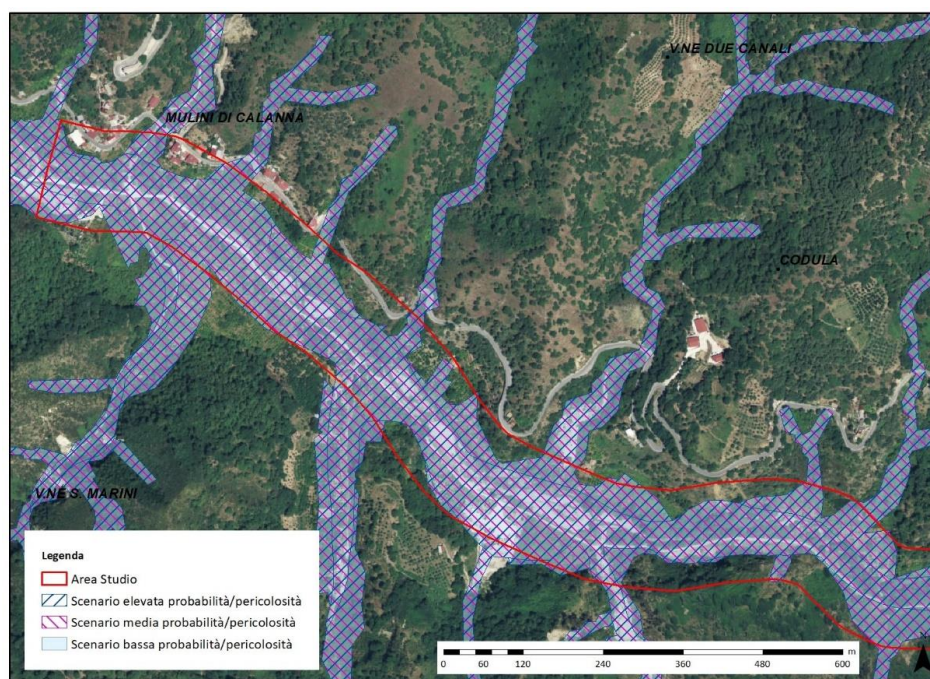 V.NE DUE CANALI
MULINI DI CALANNA
CODULA
V.NE S. MARINI
Legenda
Area Studio
Scenario elevata probabilità/pericolosità
Scenario media probabilità/pericolosità
Scenario bassa probabilità/pericolosità
m
0 60 120 240 360 480 600